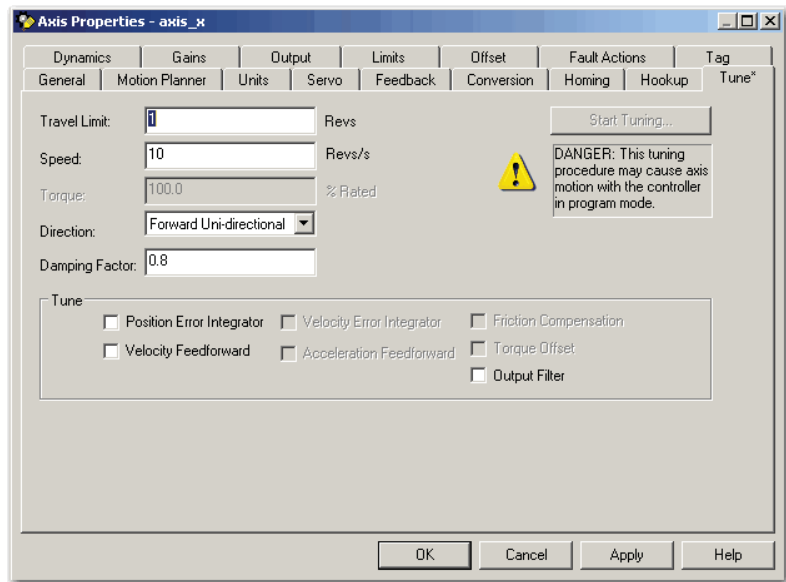 Axis Properties - axis_x
Dynamics Gains Output Limits Offset Fault Actions Tag
General Motion Planner Units Servo Feedback Conversion Homing Hookup Tune*
Travel Limit: 1 Revs
Start Tuning...
Speed: 10 Revs/s
DANGER: This tuning
procedure may cause axis
motion with the controller
in program mode.
Torque: 100.0 % Rated
Direction: Forward Uni-directional
Damping Factor: 0.8
Tune
Position Error Integrator Velocity Error Integrator Friction Compensation
Velocity Feedforward Acceleration Feedforward Torque Offset
Output Filter
OK Cancel Apply Help